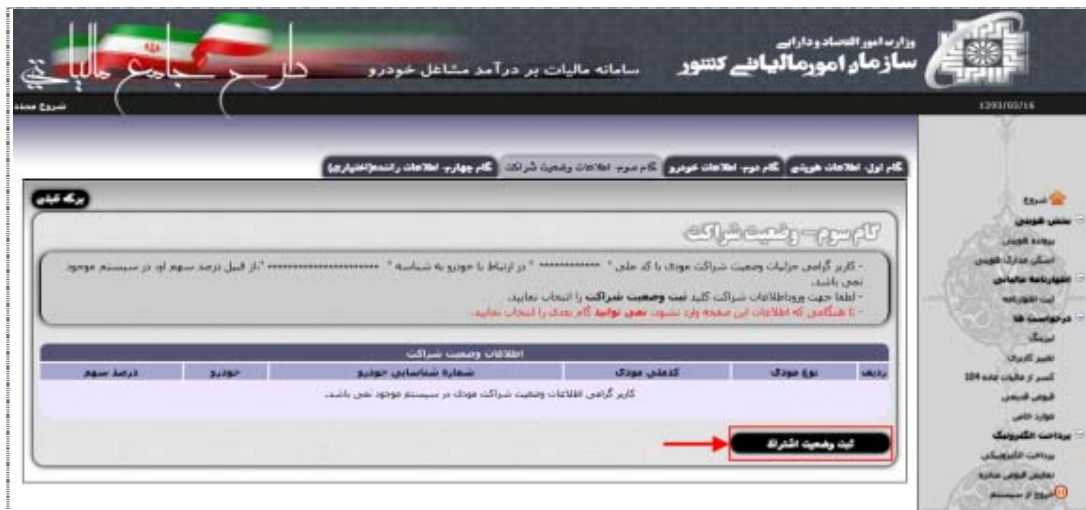 وزارت امور اقتصاد و دارایی
سازمان امور مالیاتی کشور
سامانه مالیات بر درآمد مشاغل خودرو
طرح جامع مالیاتی
1393/03/16
شروع مجدد
گام اول- اطلاعات هویتی
گام دوم- اطلاعات خودرو
گام سوم- اطلاعات وضعیت شراکت
گام چهارم- اطلاعات راننده(اختیاری)
برگه قبلی
گام سوم – وضعیت شراکت
- کاربر گرامی جزئیات وضعیت شراکت مودی با کد ملی " ************ " در ارتباط با خودرو به شناسه " ************************ "،از قبیل درصد سهم او، در سیستم موجود
نمی باشد.
- لطفا جهت ورود اطلاعات شراکت کلید ثبت وضعیت شراکت را انتخاب نمایید.
- تا هنگامی که اطلاعات این صفحه وارد نشود، نمی توانید گام بعدی را انتخاب نمایید.
اطلاعات وضعیت شراکت
ردیف
نوع مودی
کدملی مودی
شماره شناسایی خودرو
خودرو
درصد سهم
کاربر گرامی اطلاعات وضعیت شراکت مودی در سیستم موجود نمی باشد.
ثبت وضعیت اشتراک
شروع
بخش هویتی
پرونده هویتی
اسکن مدارک هویتی
اظهارنامه مالیاتی
ثبت اظهارنامه
درخواست ها
لیزینگ
تغییر کاربری
کسر از مالیات ماده 104
قبوض قدیمی
موارد خاص
پرداخت الکترونیک
پرداخت الکترونیکی
نمایش قبوض صادره
خروج از سیستم